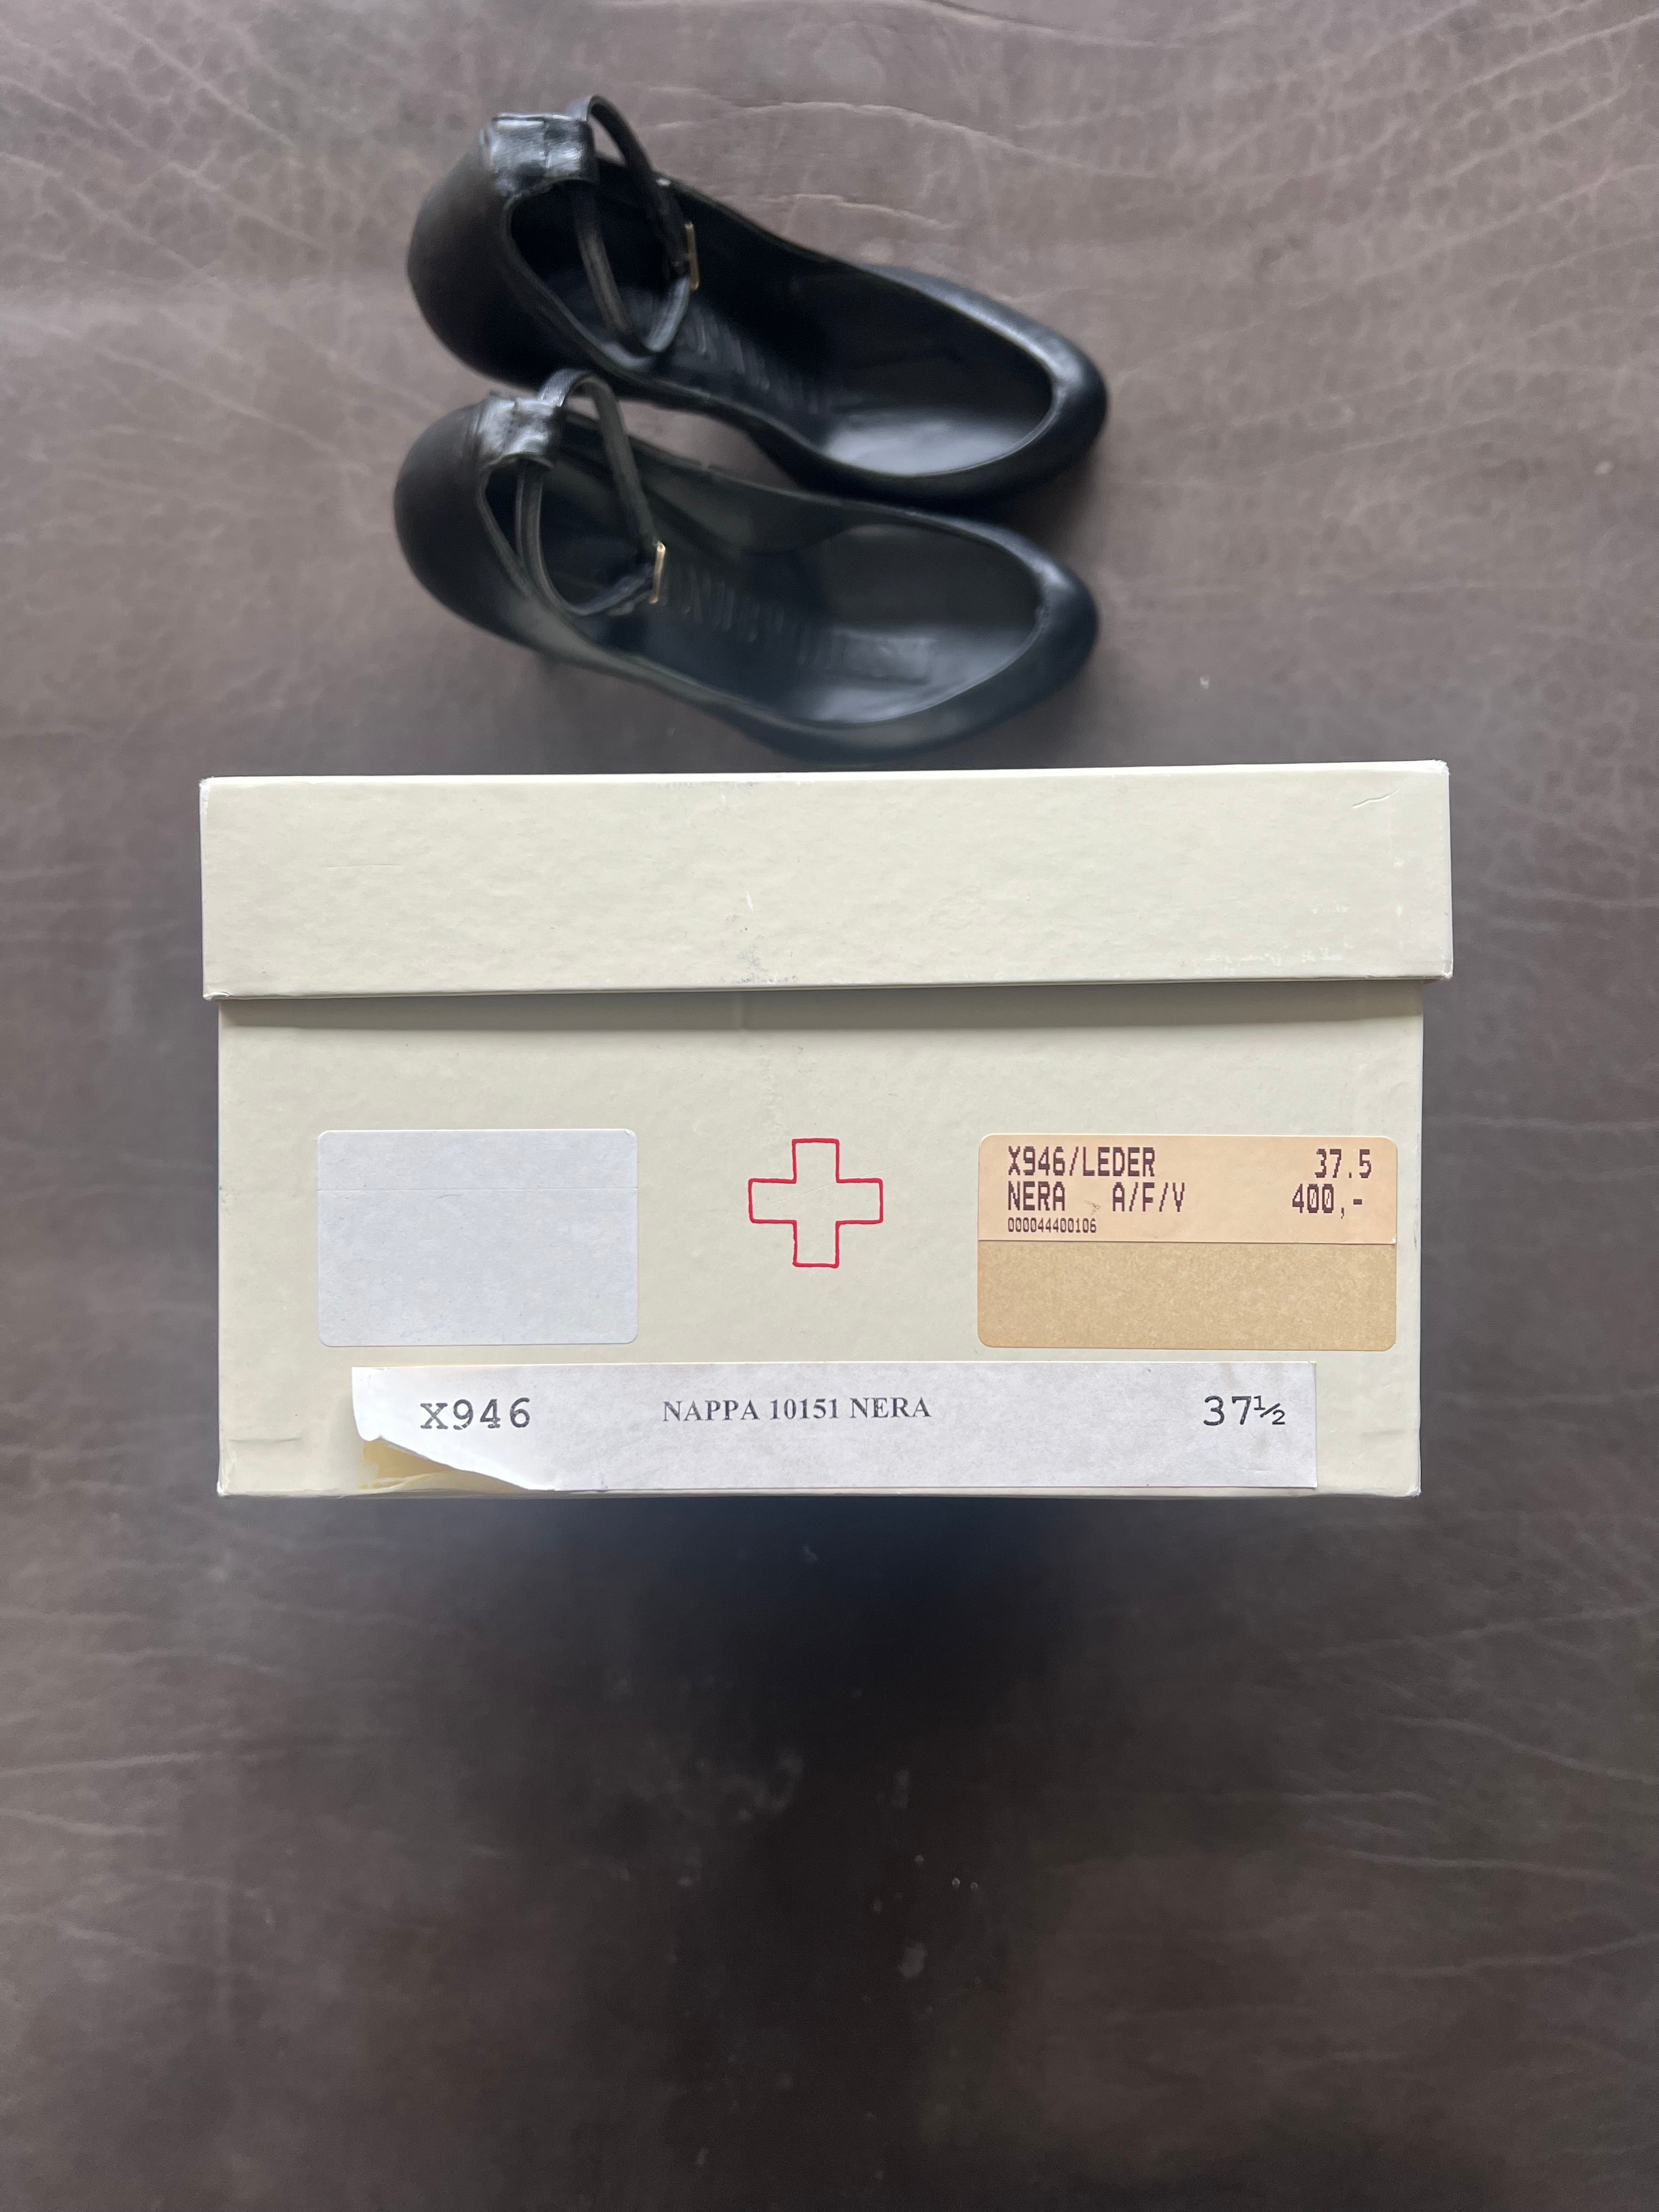 X946/LEDER 37.5
NERA A/F/V 400,-
000044400106
X946 NAPPA 10151 NERA 37½